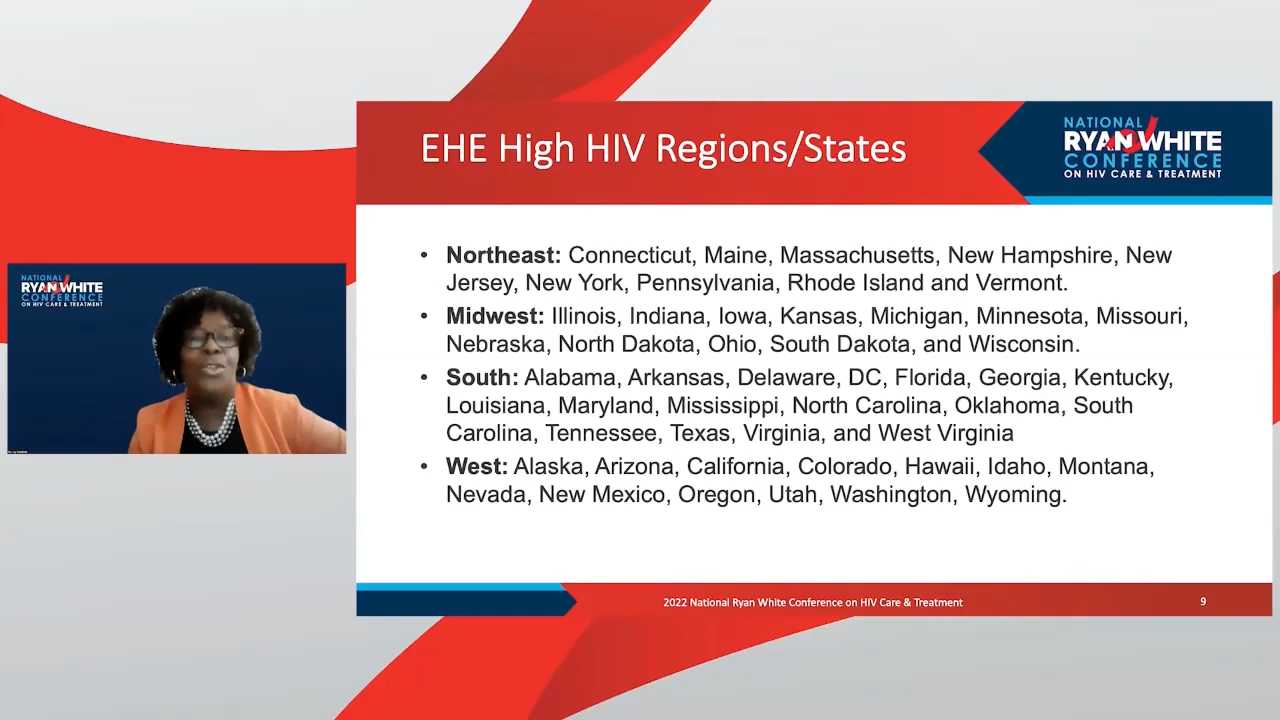 EHE High HIV Regions/States
NATIONAL
RYAN WHITE
CONFERENCE
ON HIV CARE & TREATMENT
• Northeast: Connecticut, Maine, Massachusetts, New Hampshire, New
Jersey, New York, Pennsylvania, Rhode Island and Vermont.
• Midwest: Illinois, Indiana, Iowa, Kansas, Michigan, Minnesota, Missouri,
Nebraska, North Dakota, Ohio, South Dakota, and Wisconsin.
• South: Alabama, Arkansas, Delaware, DC, Florida, Georgia, Kentucky,
Louisiana, Maryland, Mississippi, North Carolina, Oklahoma, South
Carolina, Tennessee, Texas, Virginia, and West Virginia
• West: Alaska, Arizona, California, Colorado, Hawaii, Idaho, Montana,
Nevada, New Mexico, Oregon, Utah, Washington, Wyoming.
2022 National Ryan White Conference on HIV Care & Treatment
9
NATIONAL
RYAN WHITE
CONFERENCE
ON HIV CARE & TREATMENT